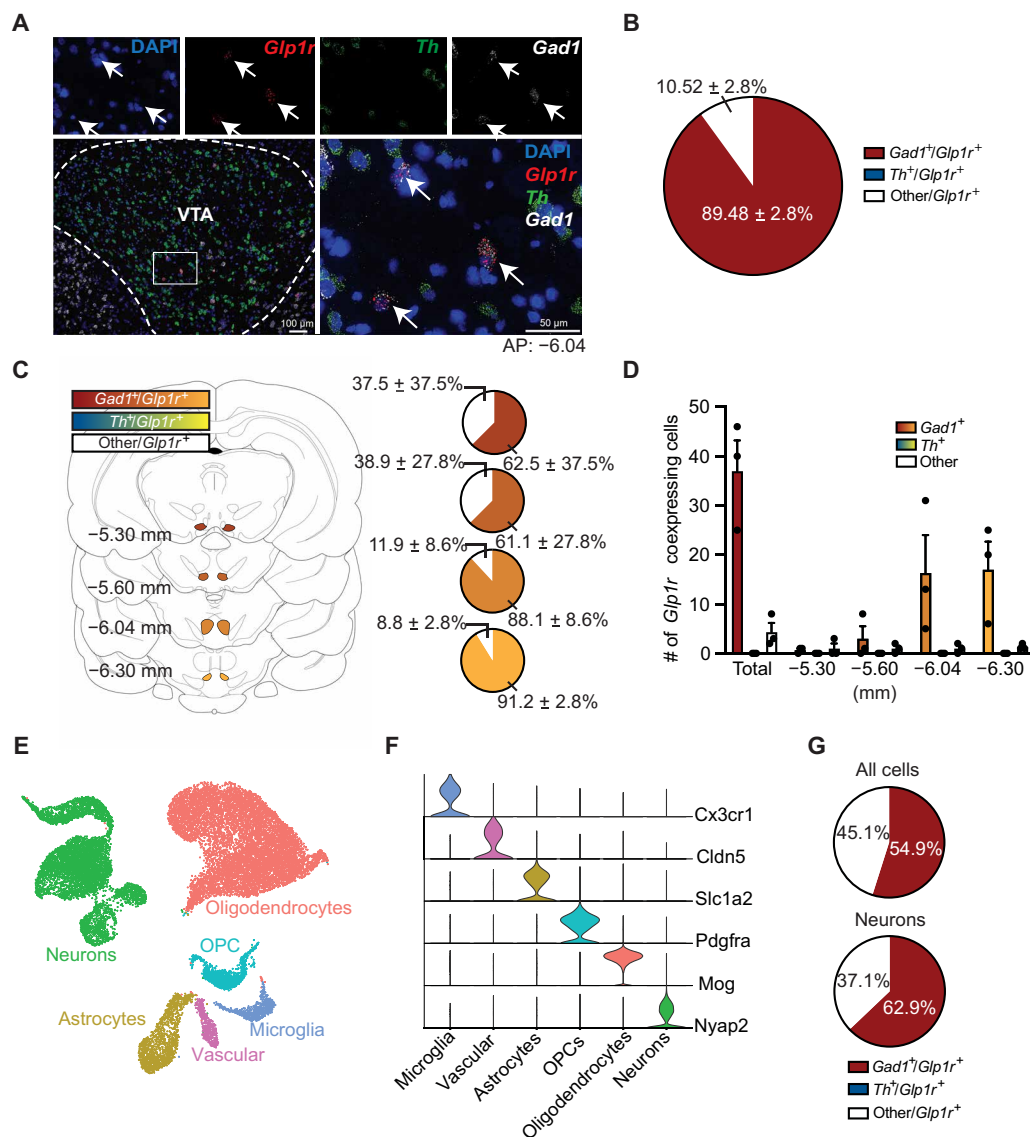 A
DAPI
Glp1r
Th
Gad1
VTA
100 µm
DAPI
Glp1r
Th
Gad1
50 µm
AP: −6.04
B
10.52 ± 2.8%
89.48 ± 2.8%
Gad1+/Glp1r+
Th+/Glp1r+
Other/Glp1r+
C
Gad1+/Glp1r+
Th+/Glp1r+
Other/Glp1r+
−5.30 mm
−5.60 mm
−6.04 mm
−6.30 mm
37.5 ± 37.5%
62.5 ± 37.5%
38.9 ± 27.8%
61.1 ± 27.8%
11.9 ± 8.6%
88.1 ± 8.6%
8.8 ± 2.8%
91.2 ± 2.8%
D
# of Glp1r coexpressing cells
50
40
30
20
10
0
Gad1+
Th+
Other
Total −5.30 −5.60 −6.04 −6.30
(mm)
E
Oligodendrocytes
Neurons
OPC
Astrocytes
Microglia
Vascular
F
Cx3cr1
Cldn5
Slc1a2
Pdgfra
Mog
Nyap2
Microglia
Vascular
Astrocytes
OPCs
Oligodendrocytes
Neurons
G
All cells
45.1%
54.9%
Neurons
37.1%
62.9%
Gad1+/Glp1r+
Th+/Glp1r+
Other/Glp1r+